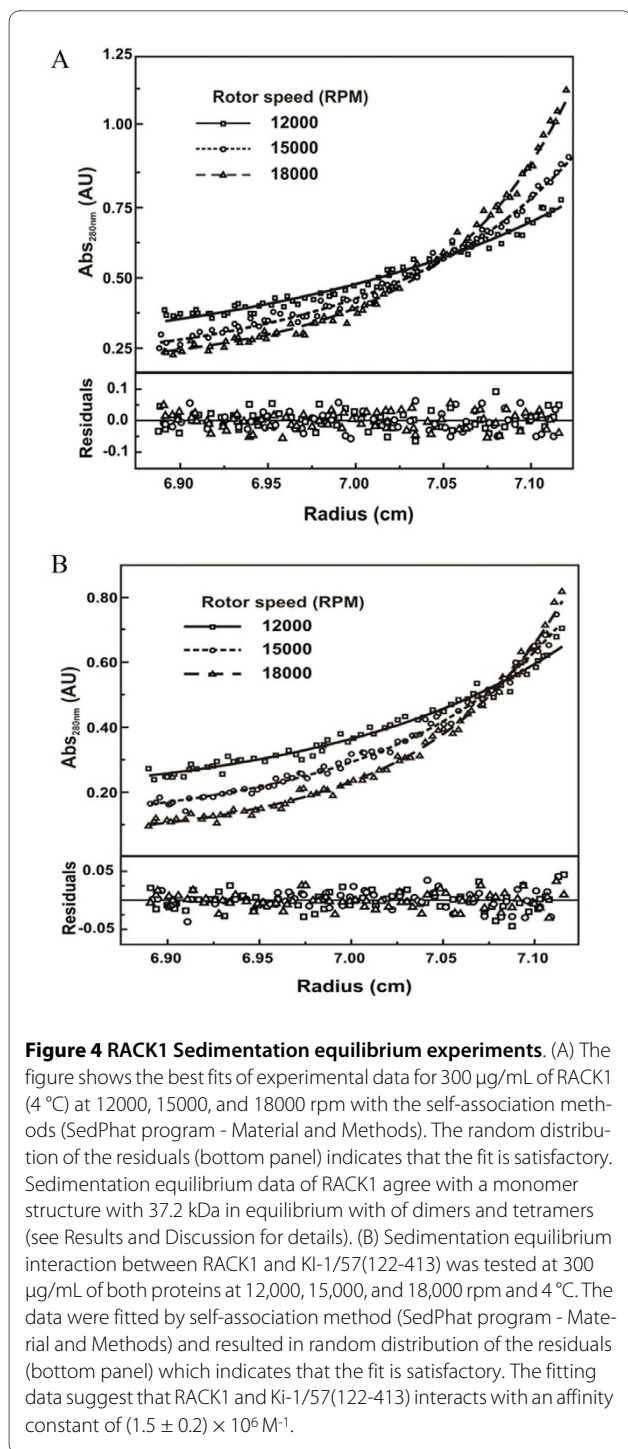 A
1.25
1.00
0.75
0.50
0.25
Abs280nm (AU)
Rotor speed (RPM)
12000
15000
18000
0.1
0.0
-0.1
Residuals
6.90 6.95 7.00 7.05 7.10
Radius (cm)
B
0.80
0.60
0.40
0.20
Abs280nm (AU)
Rotor speed (RPM)
12000
15000
18000
0.05
-0.05
Residuals
6.90 6.95 7.00 7.05 7.10
Radius (cm)
Figure 4 RACK1 Sedimentation equilibrium experiments. (A) The
figure shows the best fits of experimental data for 300 μg/mL of RACK1
(4 °C) at 12000, 15000, and 18000 rpm with the self-association meth-
ods (SedPhat program - Material and Methods). The random distribu-
tion of the residuals (bottom panel) indicates that the fit is satisfactory.
Sedimentation equilibrium data of RACK1 agree with a monomer
structure with 37.2 kDa in equilibrium with of dimers and tetramers
(see Results and Discussion for details). (B) Sedimentation equilibrium
interaction between RACK1 and KI-1/57(122-413) was tested at 300
μg/mL of both proteins at 12,000, 15,000, and 18,000 rpm and 4 °C. The
data were fitted by self-association method (SedPhat program - Mate-
rial and Methods) and resulted in random distribution of the residuals
(bottom panel) which indicates that the fit is satisfactory. The fitting
data suggest that RACK1 and Ki-1/57(122-413) interacts with an affinity
constant of (1.5 ± 0.2) × 10⁶ M⁻¹.